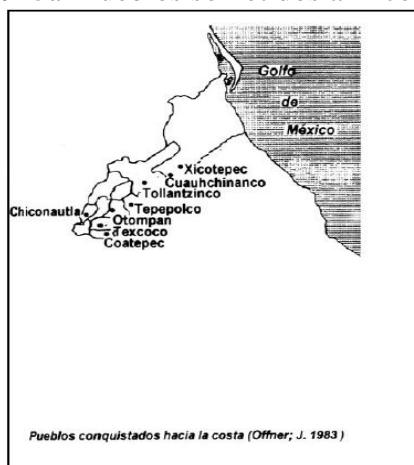 Golfo
de
México
Xicotepec
Cuauhchinanco
Tollantzinco
Chiconautla
Tepepolco
Otompan
Texcoco
Coatepec
Pueblos conquistados hacia la costa (Offner; J. 1983 )